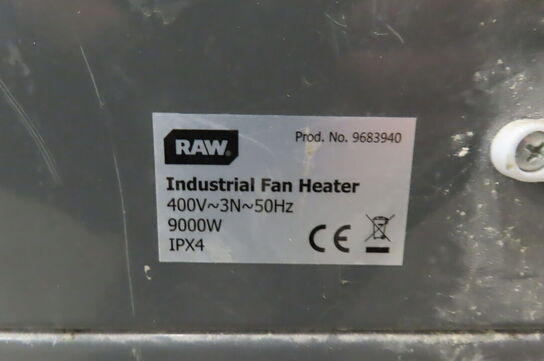 RAW
Prod. No. 9683940
Industrial Fan Heater
400V~3N~50Hz
9000W
IPX4
CE